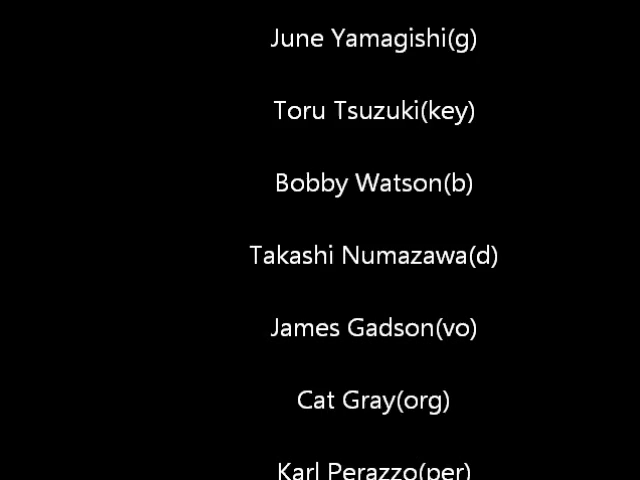 June Yamagishi(g)
Toru Tsuzuki(key)
Bobby Watson(b)
Takashi Numazawa(d)
James Gadson(vo)
Cat Gray(org)
Karl Perazzo(per)